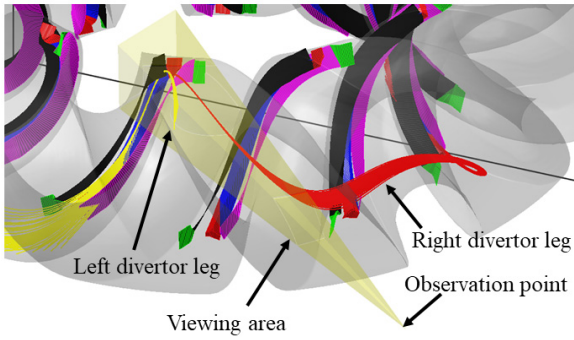 Right divertor leg
Left divertor leg
Observation point
Viewing area